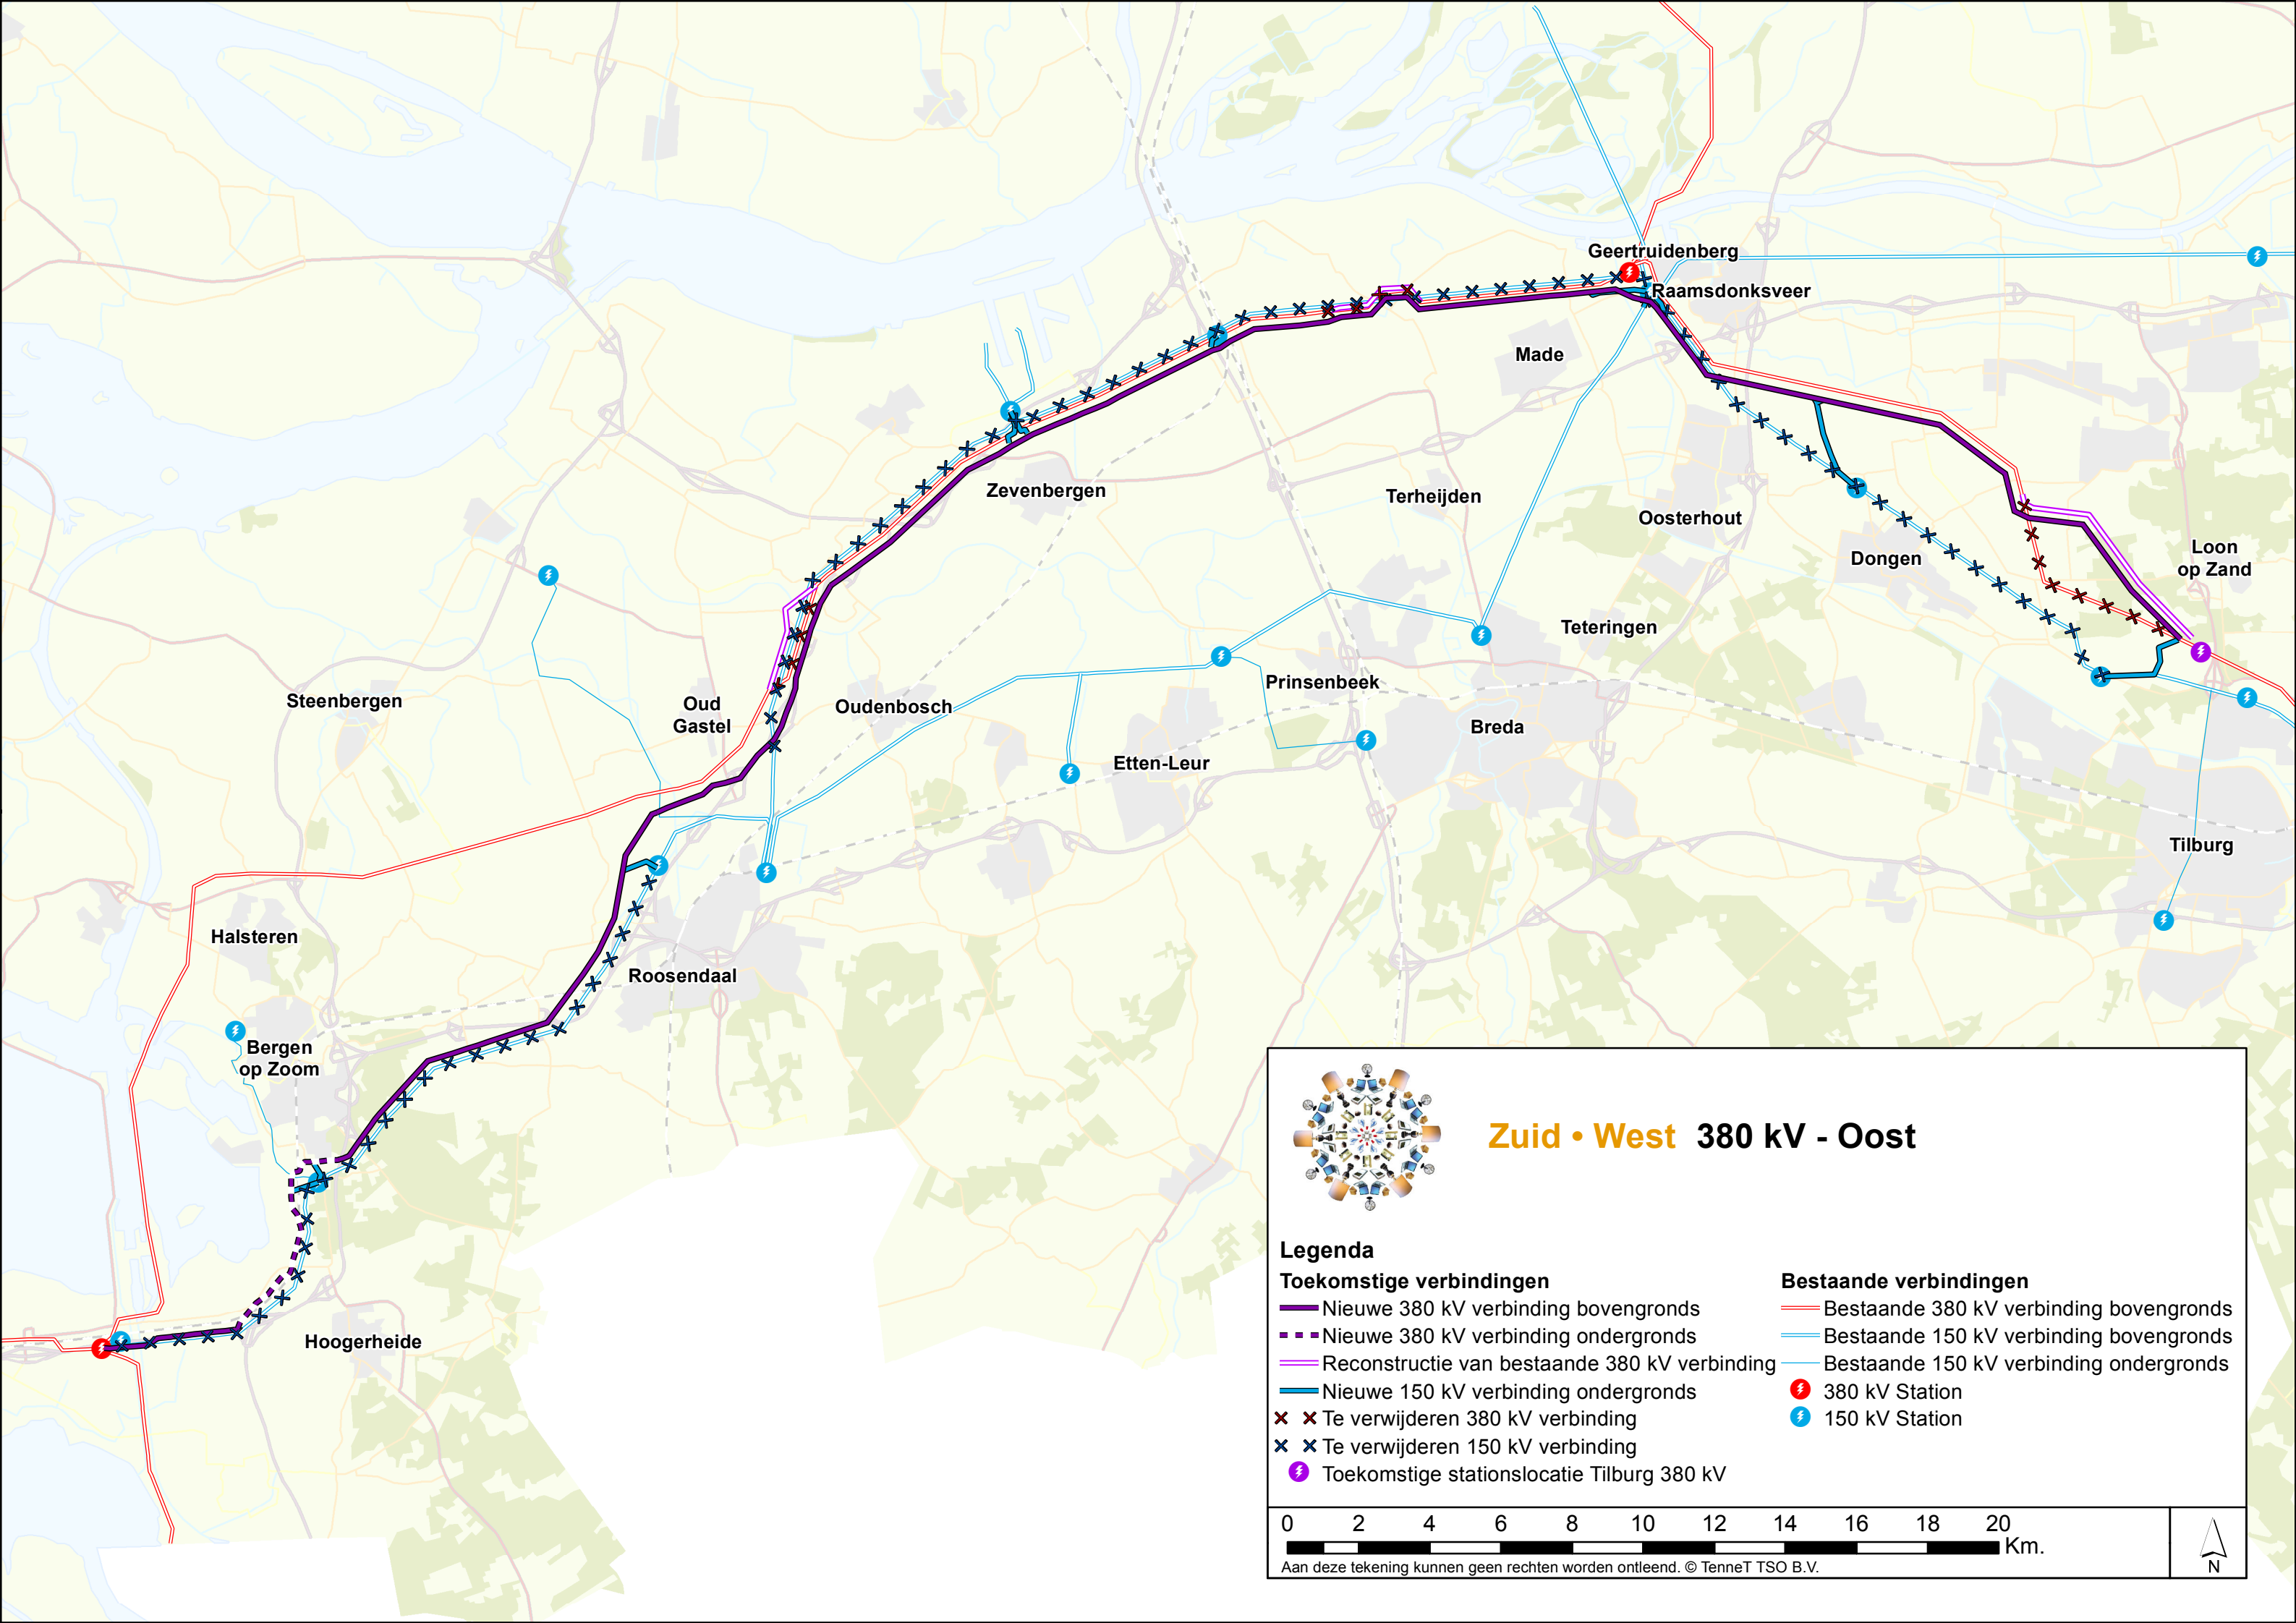 Geertruidenberg
Raamsdonksveer
Made
Zevenbergen
Terheijden
Oosterhout
Dongen
Loon
op Zand
Teteringen
Steenbergen
Oud
Gastel
Oudenbosch
Prinsenbeek
Breda
Etten-Leur
Tilburg
Halsteren
Roosendaal
Bergen
op Zoom
Hoogerheide
Zuid • West 380 kV - Oost
Legenda
Toekomstige verbindingen
Nieuwe 380 kV verbinding bovengronds
Nieuwe 380 kV verbinding ondergronds
Reconstructie van bestaande 380 kV verbinding
Nieuwe 150 kV verbinding ondergronds
Te verwijderen 380 kV verbinding
Te verwijderen 150 kV verbinding
Toekomstige stationslocatie Tilburg 380 kV
Bestaande verbindingen
Bestaande 380 kV verbinding bovengronds
Bestaande 150 kV verbinding bovengronds
Bestaande 150 kV verbinding ondergronds
380 kV Station
150 kV Station
0 2 4 6 8 10 12 14 16 18 20
Km.
Aan deze tekening kunnen geen rechten worden ontleend. © TenneT TSO B.V.
N